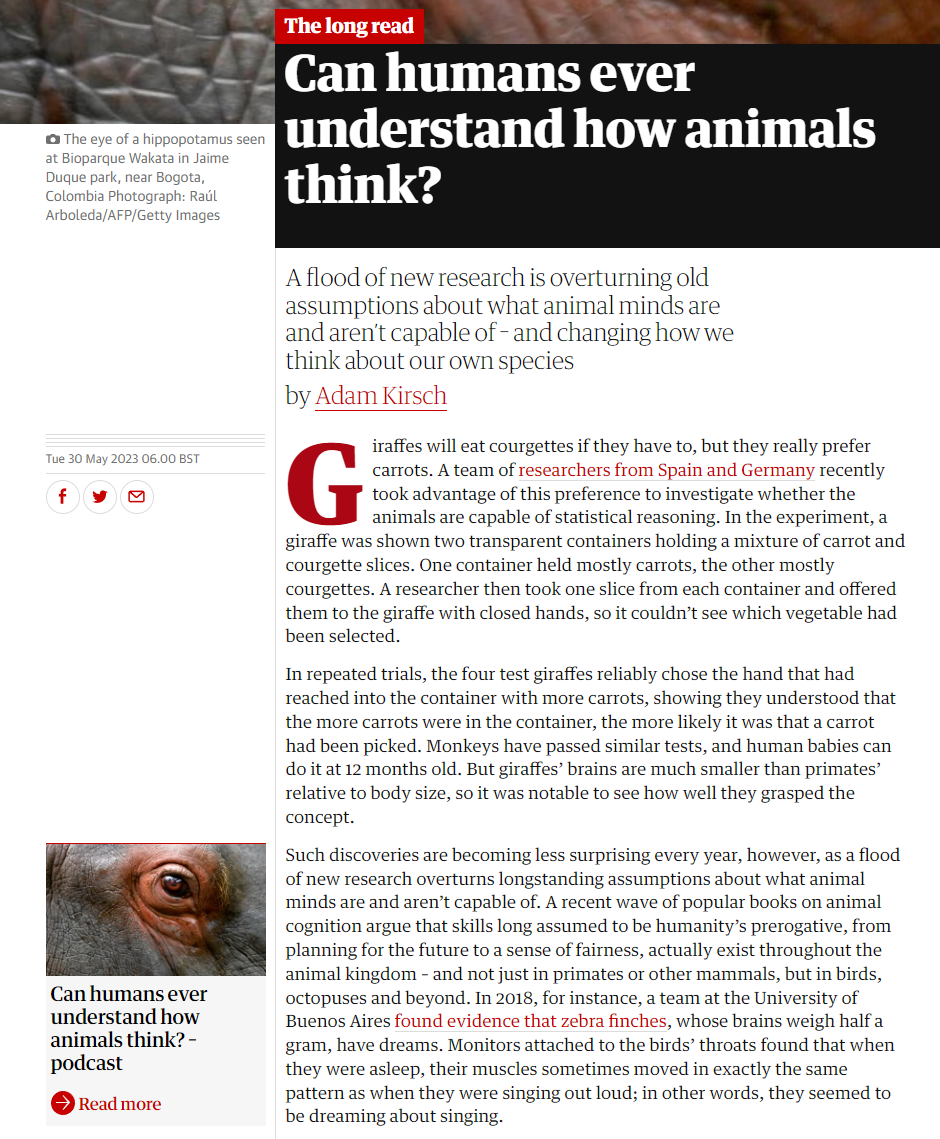 The long read
Can humans ever
understand how animals
think?
The eye of a hippopotamus seen
at Bioparque Wakata in Jaime
Duque park, near Bogota,
Colombia Photograph: Raúl
Arboleda/AFP/Getty Images
A flood of new research is overturning old
assumptions about what animal minds are
and aren't capable of – and changing how we
think about our own species
by Adam Kirsch
Tue 30 May 2023 06.00 BST
Giraffes will eat courgettes if they have to, but they really prefer
carrots. A team of researchers from Spain and Germany recently
took advantage of this preference to investigate whether the
animals are capable of statistical reasoning. In the experiment, a
giraffe was shown two transparent containers holding a mixture of carrot and
courgette slices. One container held mostly carrots, the other mostly
courgettes. A researcher then took one slice from each container and offered
them to the giraffe with closed hands, so it couldn’t see which vegetable had
been selected.
In repeated trials, the four test giraffes reliably chose the hand that had
reached into the container with more carrots, showing they understood that
the more carrots were in the container, the more likely it was that a carrot
had been picked. Monkeys have passed similar tests, and human babies can
do it at 12 months old. But giraffes’ brains are much smaller than primates’
relative to body size, so it was notable to see how well they grasped the
concept.
Such discoveries are becoming less surprising every year, however, as a flood
of new research overturns longstanding assumptions about what animal
minds are and aren’t capable of. A recent wave of popular books on animal
cognition argue that skills long assumed to be humanity’s prerogative, from
planning for the future to a sense of fairness, actually exist throughout the
animal kingdom – and not just in primates or other mammals, but in birds,
octopuses and beyond. In 2018, for instance, a team at the University of
Buenos Aires found evidence that zebra finches, whose brains weigh half a
gram, have dreams. Monitors attached to the birds’ throats found that when
they were asleep, their muscles sometimes moved in exactly the same
pattern as when they were singing out loud; in other words, they seemed to
be dreaming about singing.
Can humans ever
understand how
animals think? –
podcast
Read more